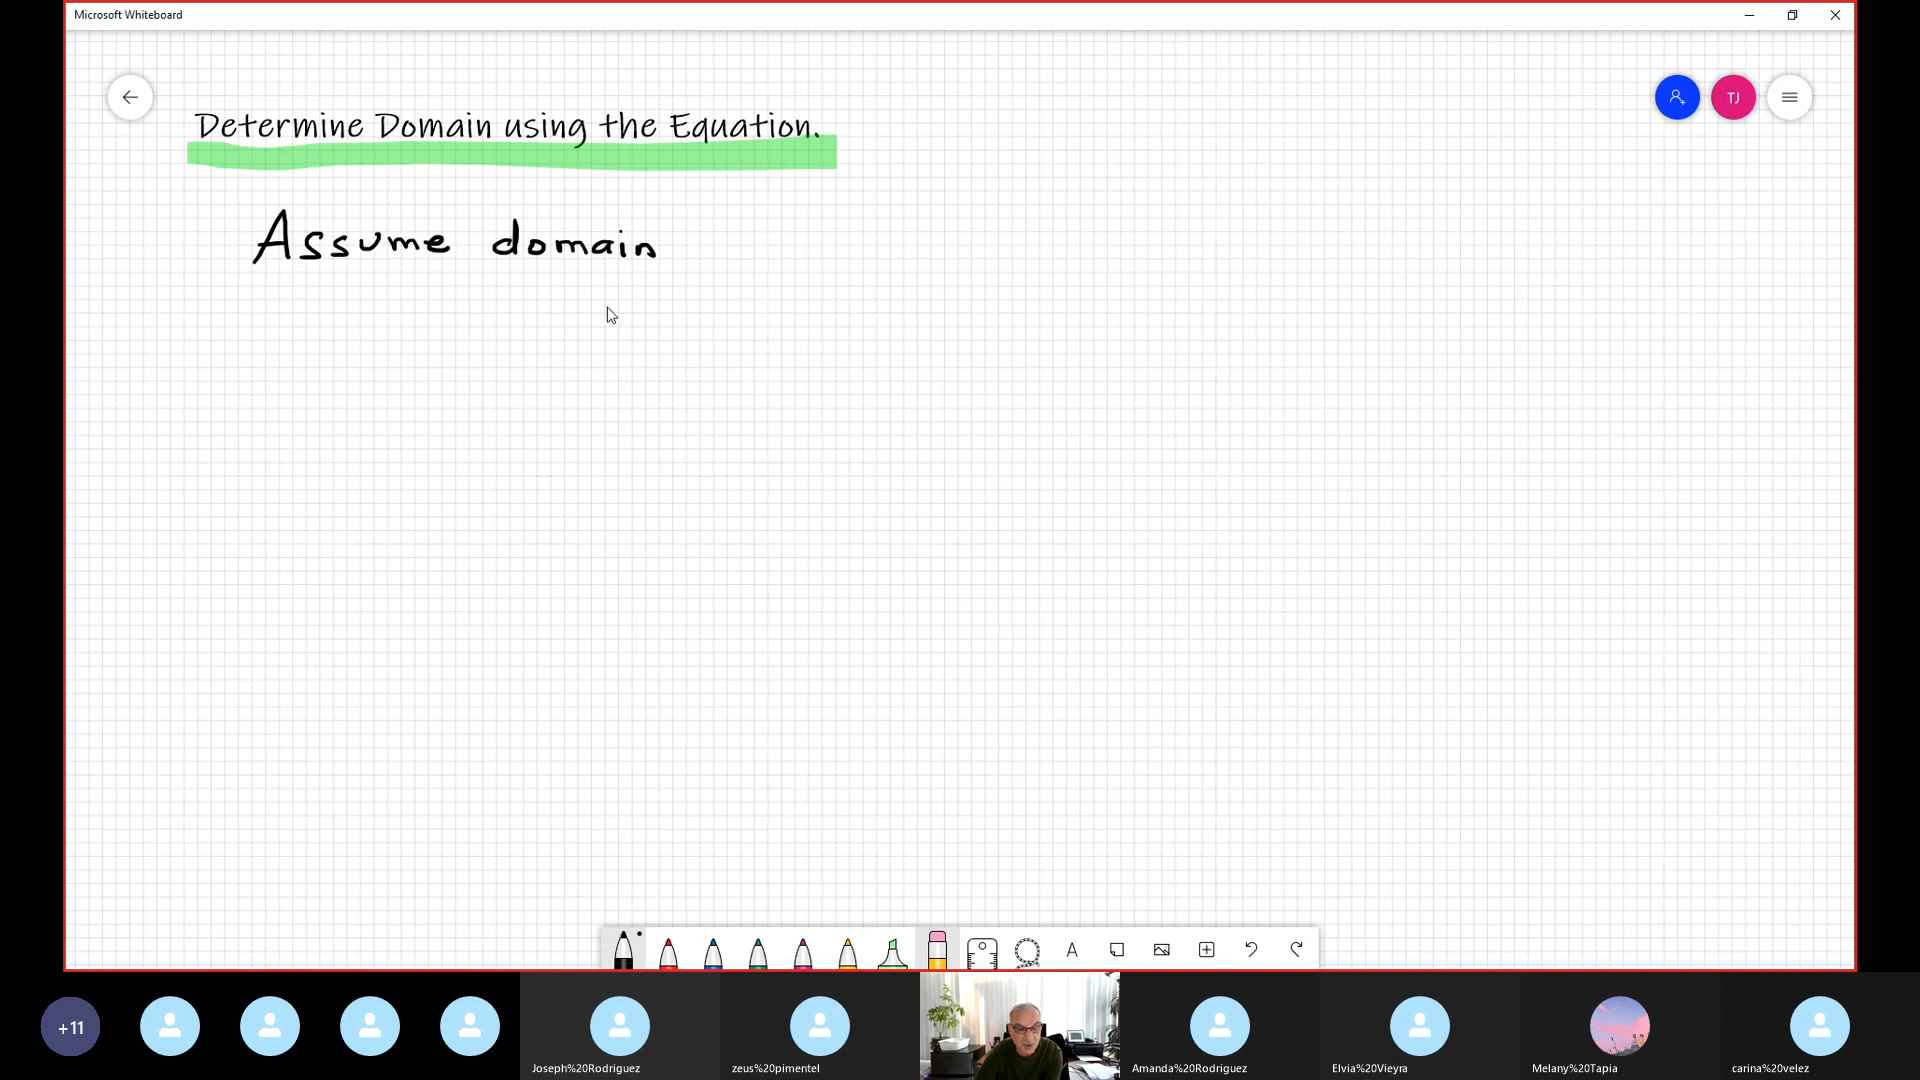 Microsoft Whiteboard
TJ
Determine Domain using the Equation.
Assume domain
A
+11
Joseph%20Rodriguez
zeus%20pimentel
Amanda%20Rodriguez
Elvia%20Vieyra
Melany%20Tapia
carina%20velez